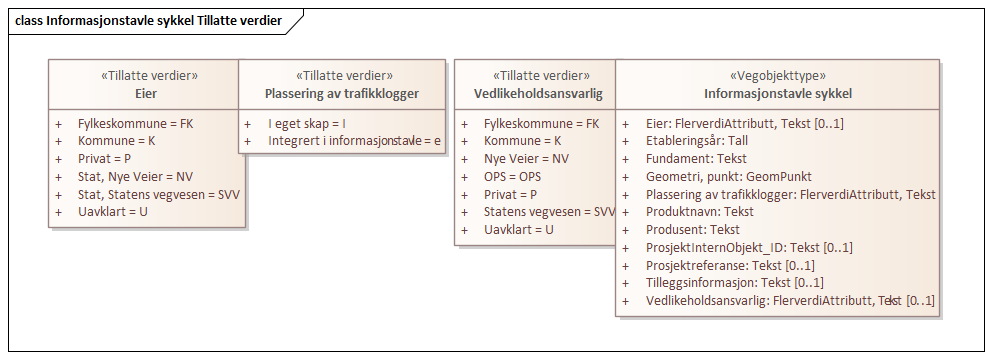 class Informasjonstavle sykkel Tillatte verdier
«Tillatte verdier»
Eier
+ Fylkeskommune = FK
+ Kommune = K
+ Privat = P
+ Stat, Nye Veier = NV
+ Stat, Statens vegvesen = SVV
+ Uavklart = U
«Tillatte verdier»
Plassering av trafikklogger
+ I eget skap = I
+ Integrert i informasjonstavle = e
«Tillatte verdier»
Vedlikeholdsansvarlig
+ Fylkeskommune = FK
+ Kommune = K
+ Nye Veier = NV
+ OPS = OPS
+ Privat = P
+ Statens vegvesen = SVV
+ Uavklart = U
«Vegobjekttype»
Informasjonstavle sykkel
+ Eier: FlerverdiAttributt, Tekst [0..1]
+ Etableringsår: Tall
+ Fundament: Tekst
+ Geometri, punkt: GeomPunkt
+ Plassering av trafikklogger: FlerverdiAttributt, Tekst
+ Produktnavn: Tekst
+ Produsent: Tekst
+ ProsjektInternObjekt_ID: Tekst [0..1]
+ Prosjektreferanse: Tekst [0..1]
+ Tilleggsinformasjon: Tekst [0..1]
+ Vedlikeholdsansvarlig: FlerverdiAttributt, Tekst [0..1]